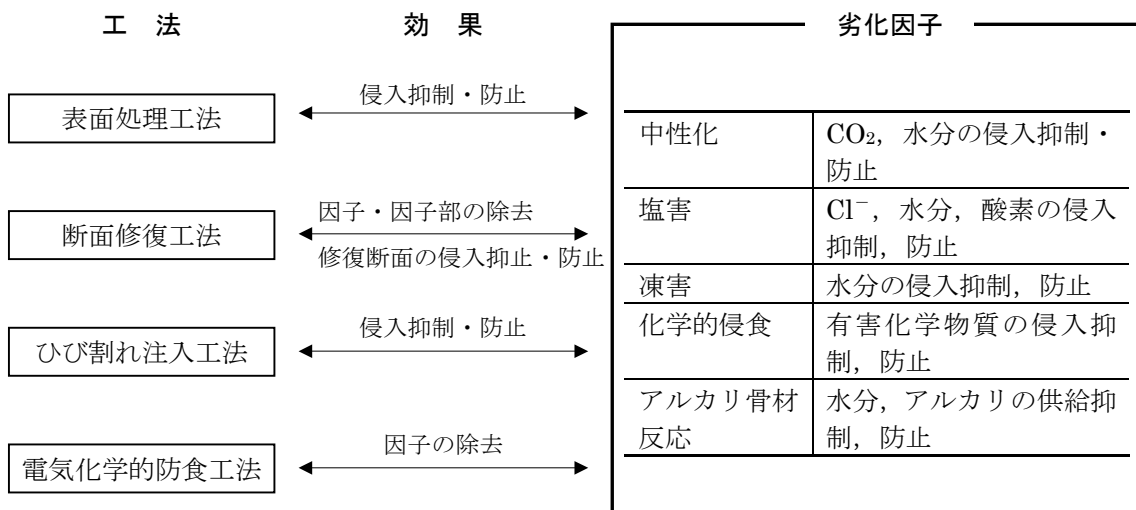 工 法
効 果
劣化因子
表面処理工法
侵入抑制・防止
断面修復工法
因子・因子部の除去
修復断面の侵入抑止・防止
ひび割れ注入工法
侵入抑制・防止
電気化学的防食工法
因子の除去
中性化
CO₂，水分の侵入抑制・
防止
塩害
Cl⁻，水分，酸素の侵入
抑制，防止
凍害
水分の侵入抑制，防止
化学的侵食
有害化学物質の侵入抑
制，防止
アルカリ骨材
反応
水分，アルカリの供給抑
制，防止